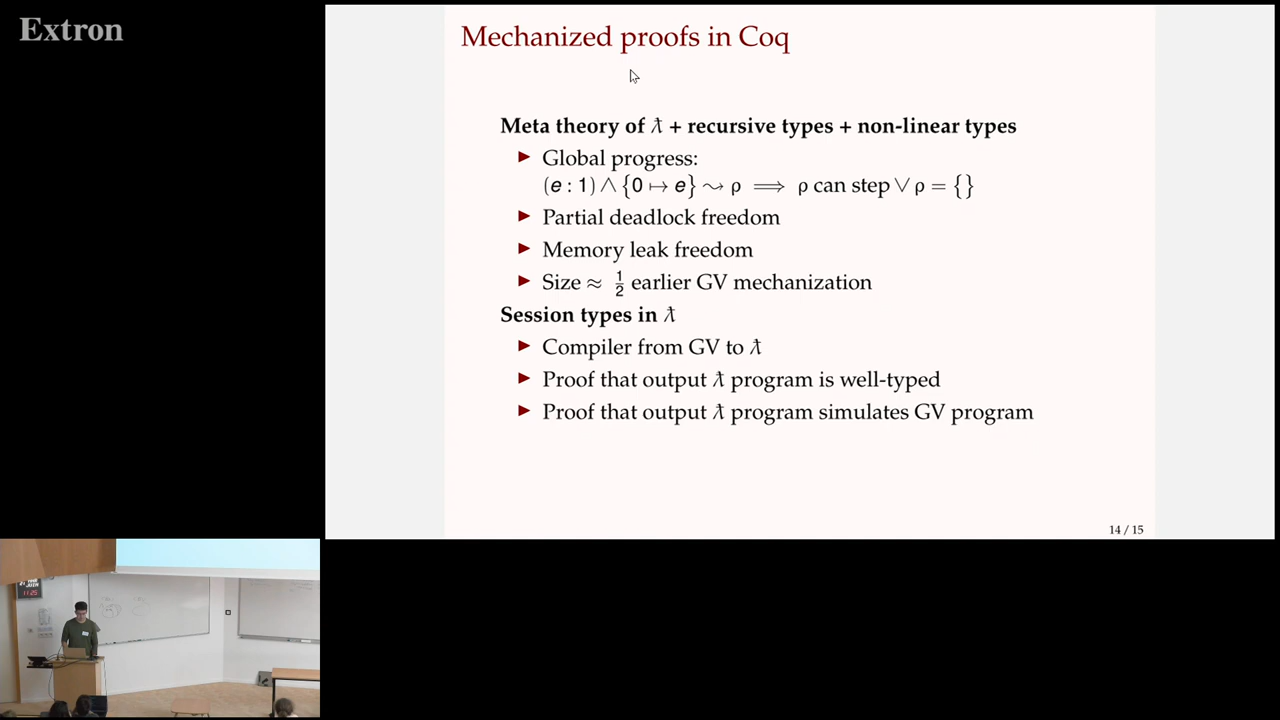 Extron
Mechanized proofs in Coq
Meta theory of ƛ + recursive types + non-linear types
▶ Global progress:
(e : 1) ∧ {0 ↦ e} ⇝ ρ ⟹ ρ can step ∨ ρ = {}
▶ Partial deadlock freedom
▶ Memory leak freedom
▶ Size ≈ 1/2 earlier GV mechanization
Session types in ƛ
▶ Compiler from GV to ƛ
▶ Proof that output ƛ program is well-typed
▶ Proof that output ƛ program simulates GV program
14 / 15